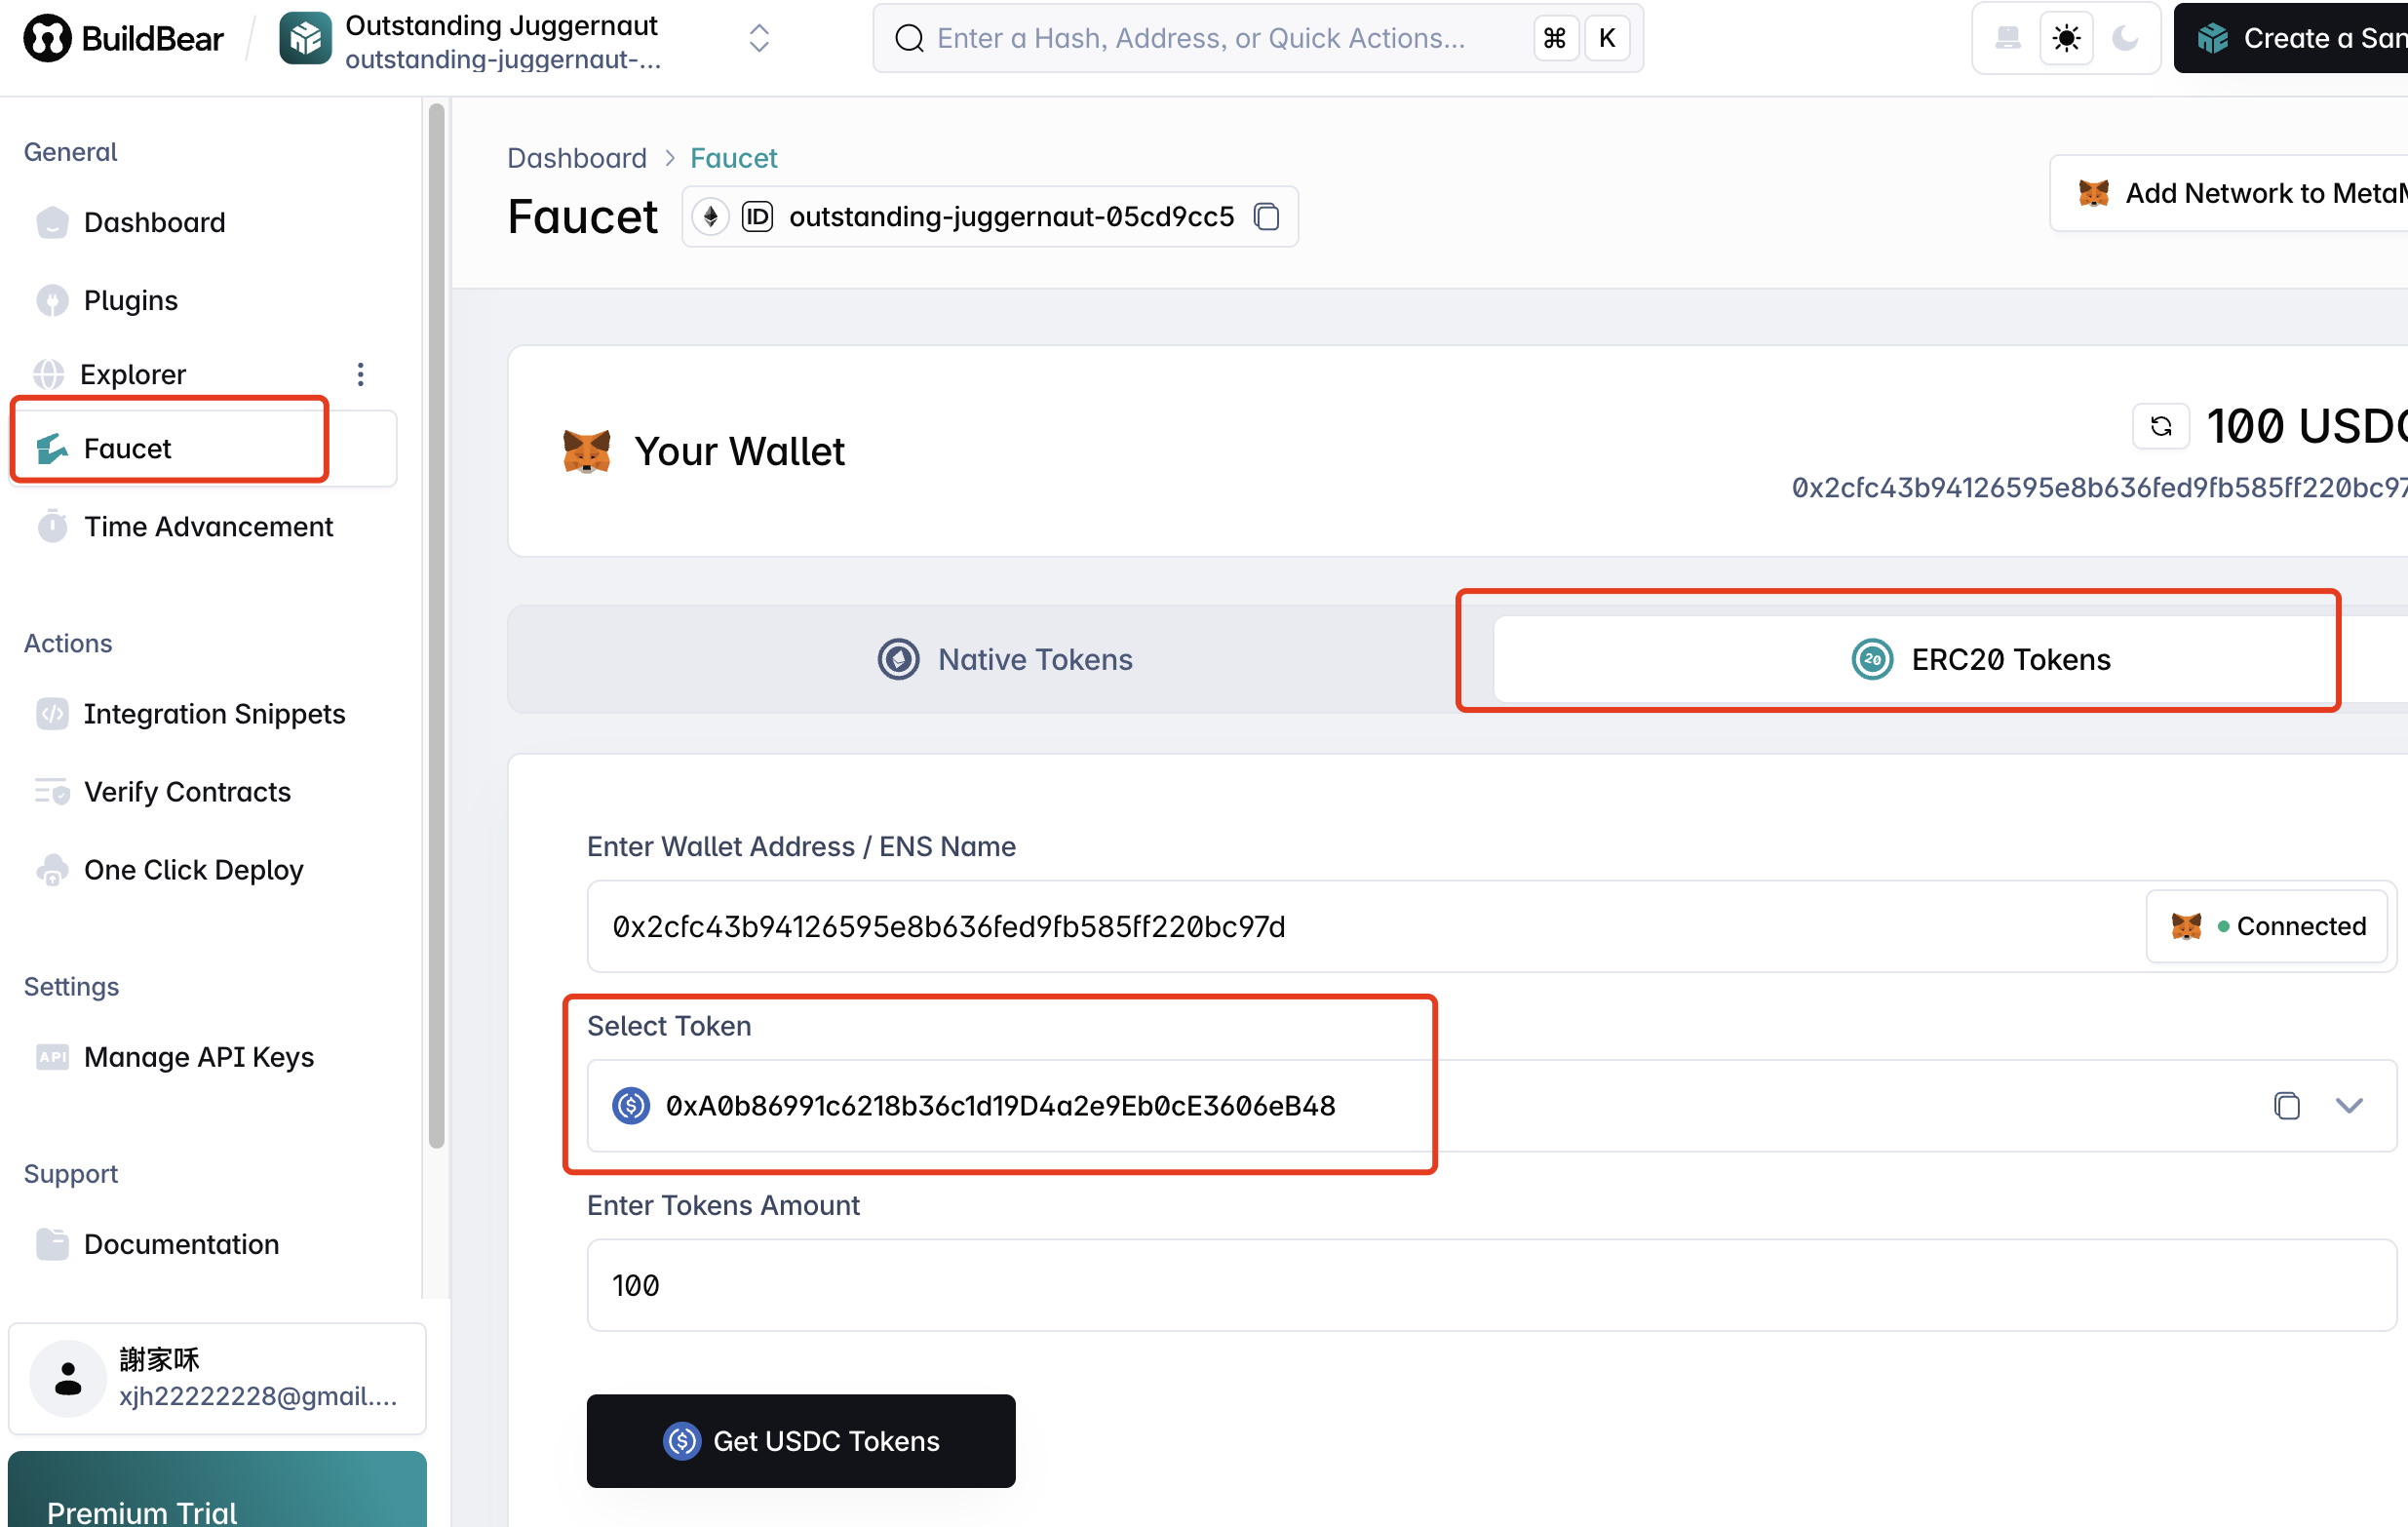 BuildBear
Outstanding Juggernaut
outstanding-juggernaut-...
Enter a Hash, Address, or Quick Actions...
⌘ K
Create a San
General
Dashboard
Plugins
Explorer
Faucet
Time Advancement
Actions
Integration Snippets
Verify Contracts
One Click Deploy
Settings
API
Manage API Keys
Support
Documentation
謝家咊
xjh22222228@gmail....
Premium Trial
Dashboard > Faucet
Faucet
ID outstanding-juggernaut-05cd9cc5
Add Network to MetaM
Your Wallet
100 USDC
0x2cfc43b94126595e8b636fed9fb585ff220bc97
Native Tokens
20 ERC20 Tokens
Enter Wallet Address / ENS Name
0x2cfc43b94126595e8b636fed9fb585ff220bc97d
Connected
Select Token
0xA0b86991c6218b36c1d19D4a2e9Eb0cE3606eB48
Enter Tokens Amount
100
Get USDC Tokens